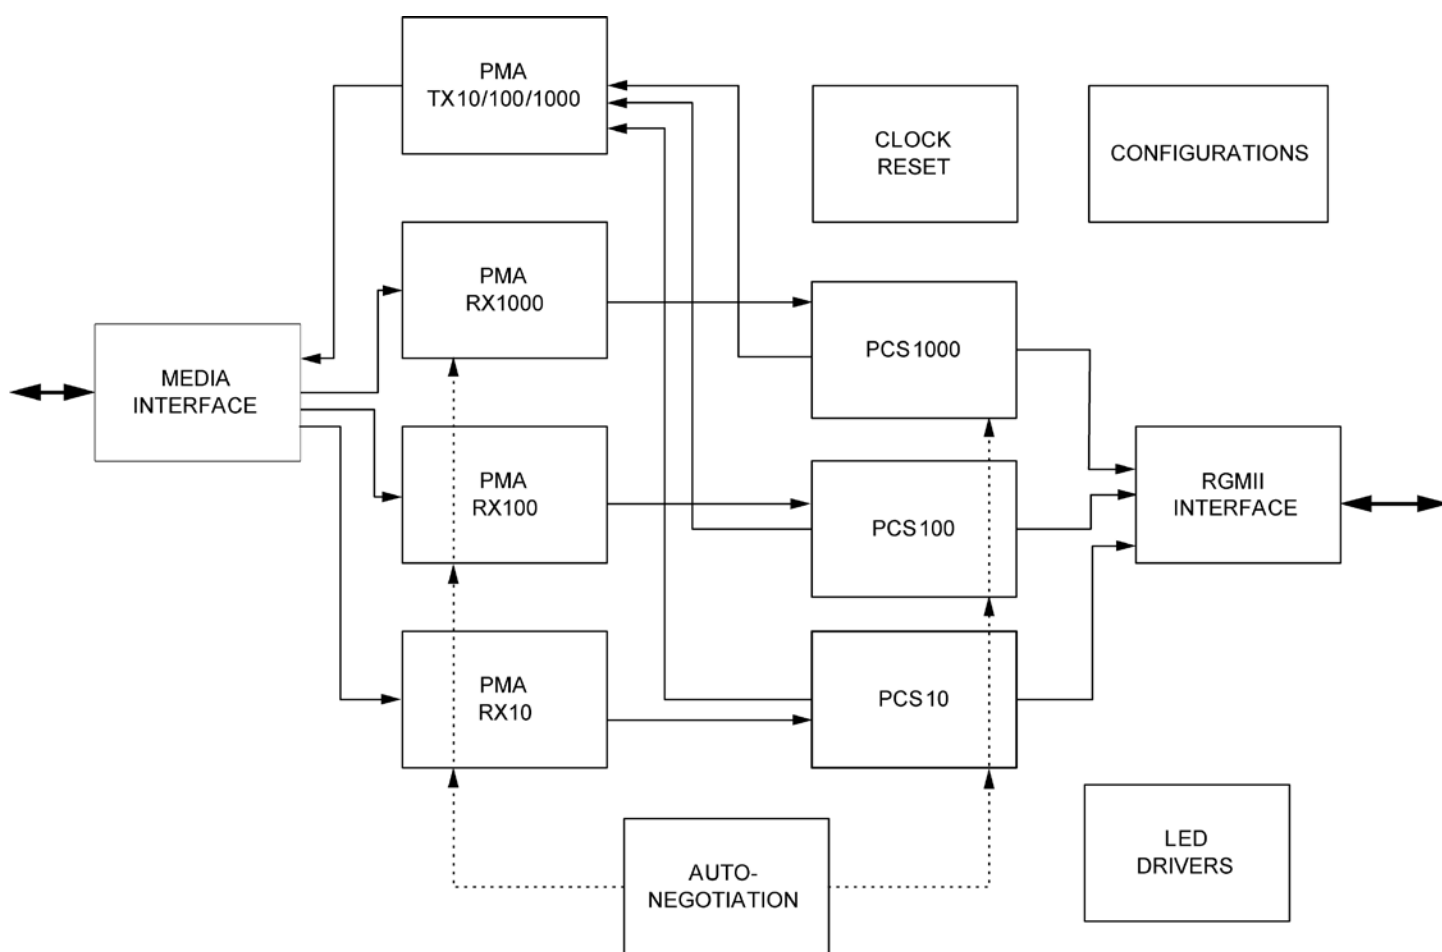 PMA
TX10/100/1000
CLOCK
RESET
CONFIGURATIONS
PMA
RX1000
PCS1000
MEDIA
INTERFACE
PMA
RX100
PCS100
RGMII
INTERFACE
PMA
RX10
PCS10
AUTO-
NEGOTIATION
LED
DRIVERS